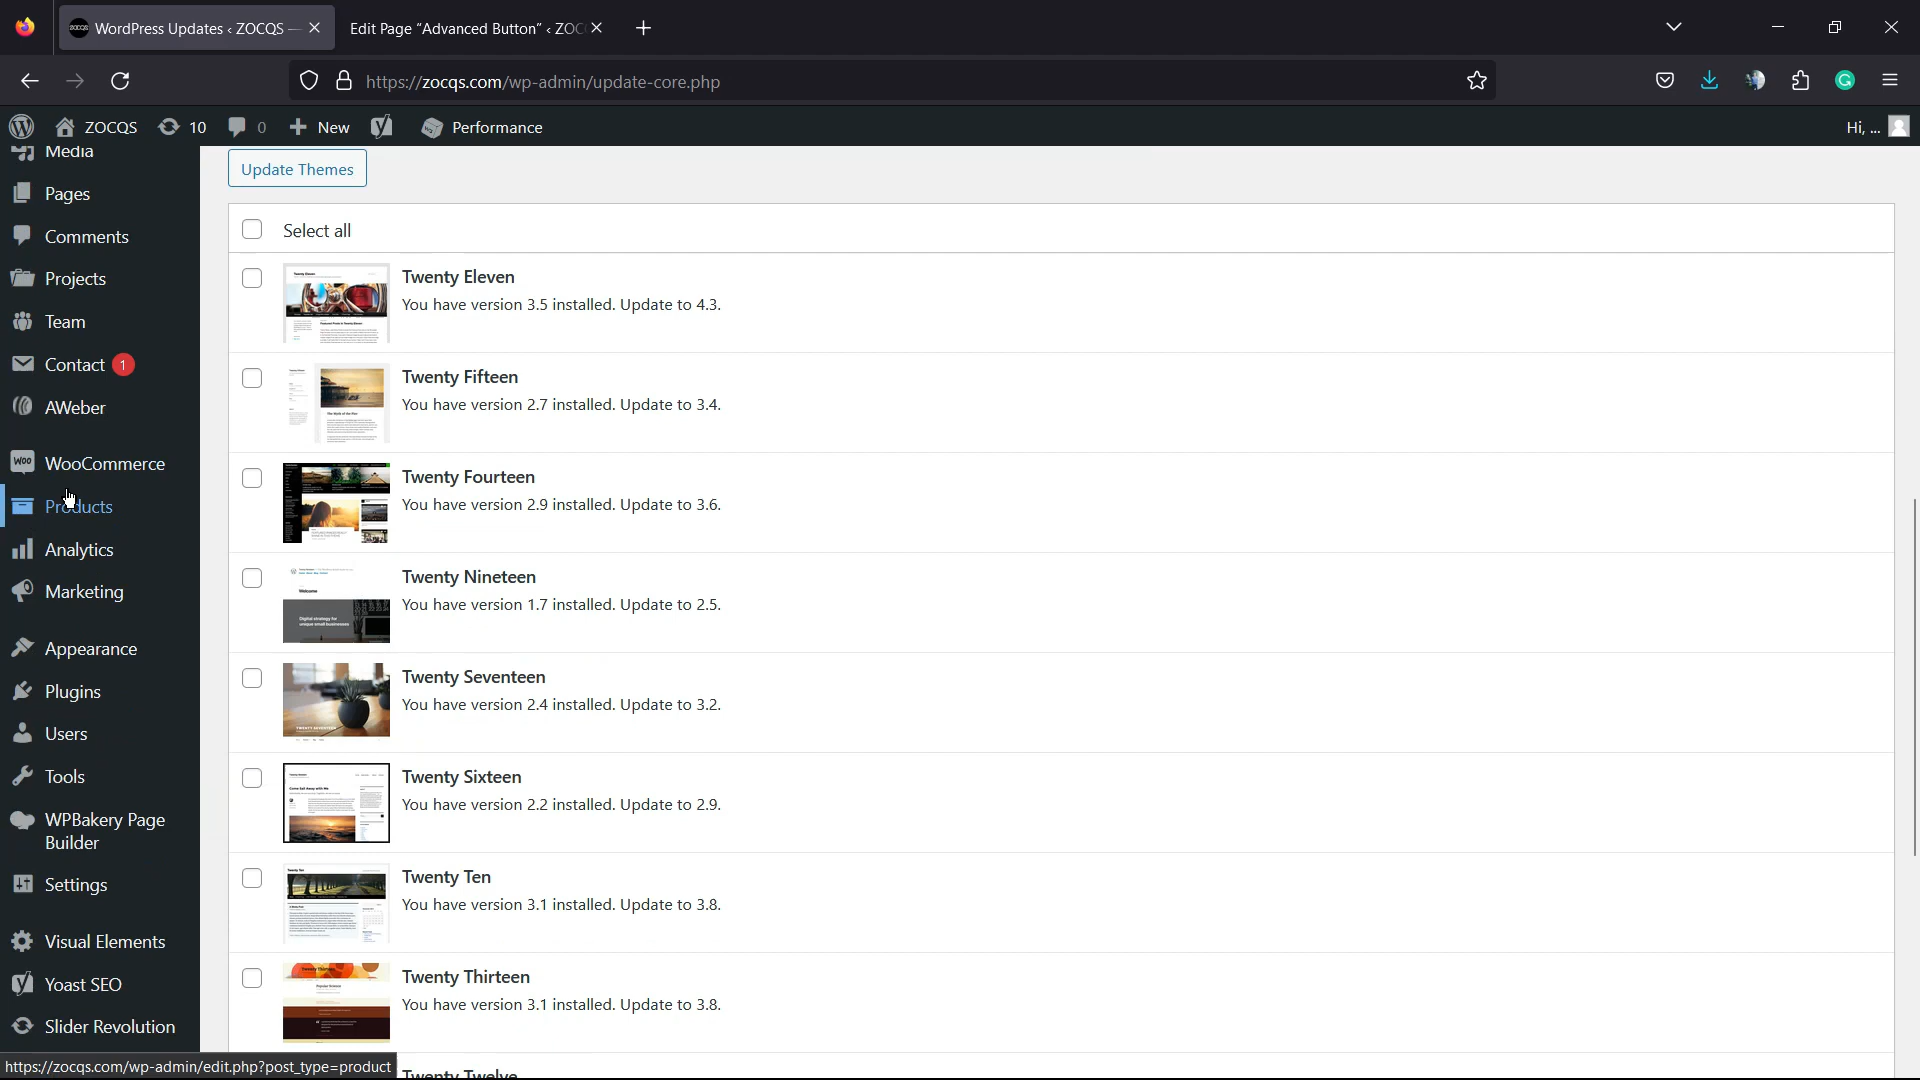 WordPress Updates ‹ ZOCQS —
Edit Page “Advanced Button” ‹ ZOC
https://zocqs.com/wp-admin/update-core.php
ZOCQS
10
0
New
Performance
Hi, ...
Media
Pages
Comments
Projects
Team
Contact 1
AWeber
WooCommerce
Products
Analytics
Marketing
Appearance
Plugins
Users
Tools
WPBakery Page
Builder
Settings
Visual Elements
Yoast SEO
Slider Revolution
Update Themes
Select all
Twenty Eleven
You have version 3.5 installed. Update to 4.3.
Twenty Fifteen
You have version 2.7 installed. Update to 3.4.
Twenty Fourteen
You have version 2.9 installed. Update to 3.6.
Twenty Nineteen
You have version 1.7 installed. Update to 2.5.
Twenty Seventeen
You have version 2.4 installed. Update to 3.2.
Twenty Sixteen
You have version 2.2 installed. Update to 2.9.
Twenty Ten
You have version 3.1 installed. Update to 3.8.
Twenty Thirteen
You have version 3.1 installed. Update to 3.8.
Twenty Twelve
https://zocqs.com/wp-admin/edit.php?post_type=product